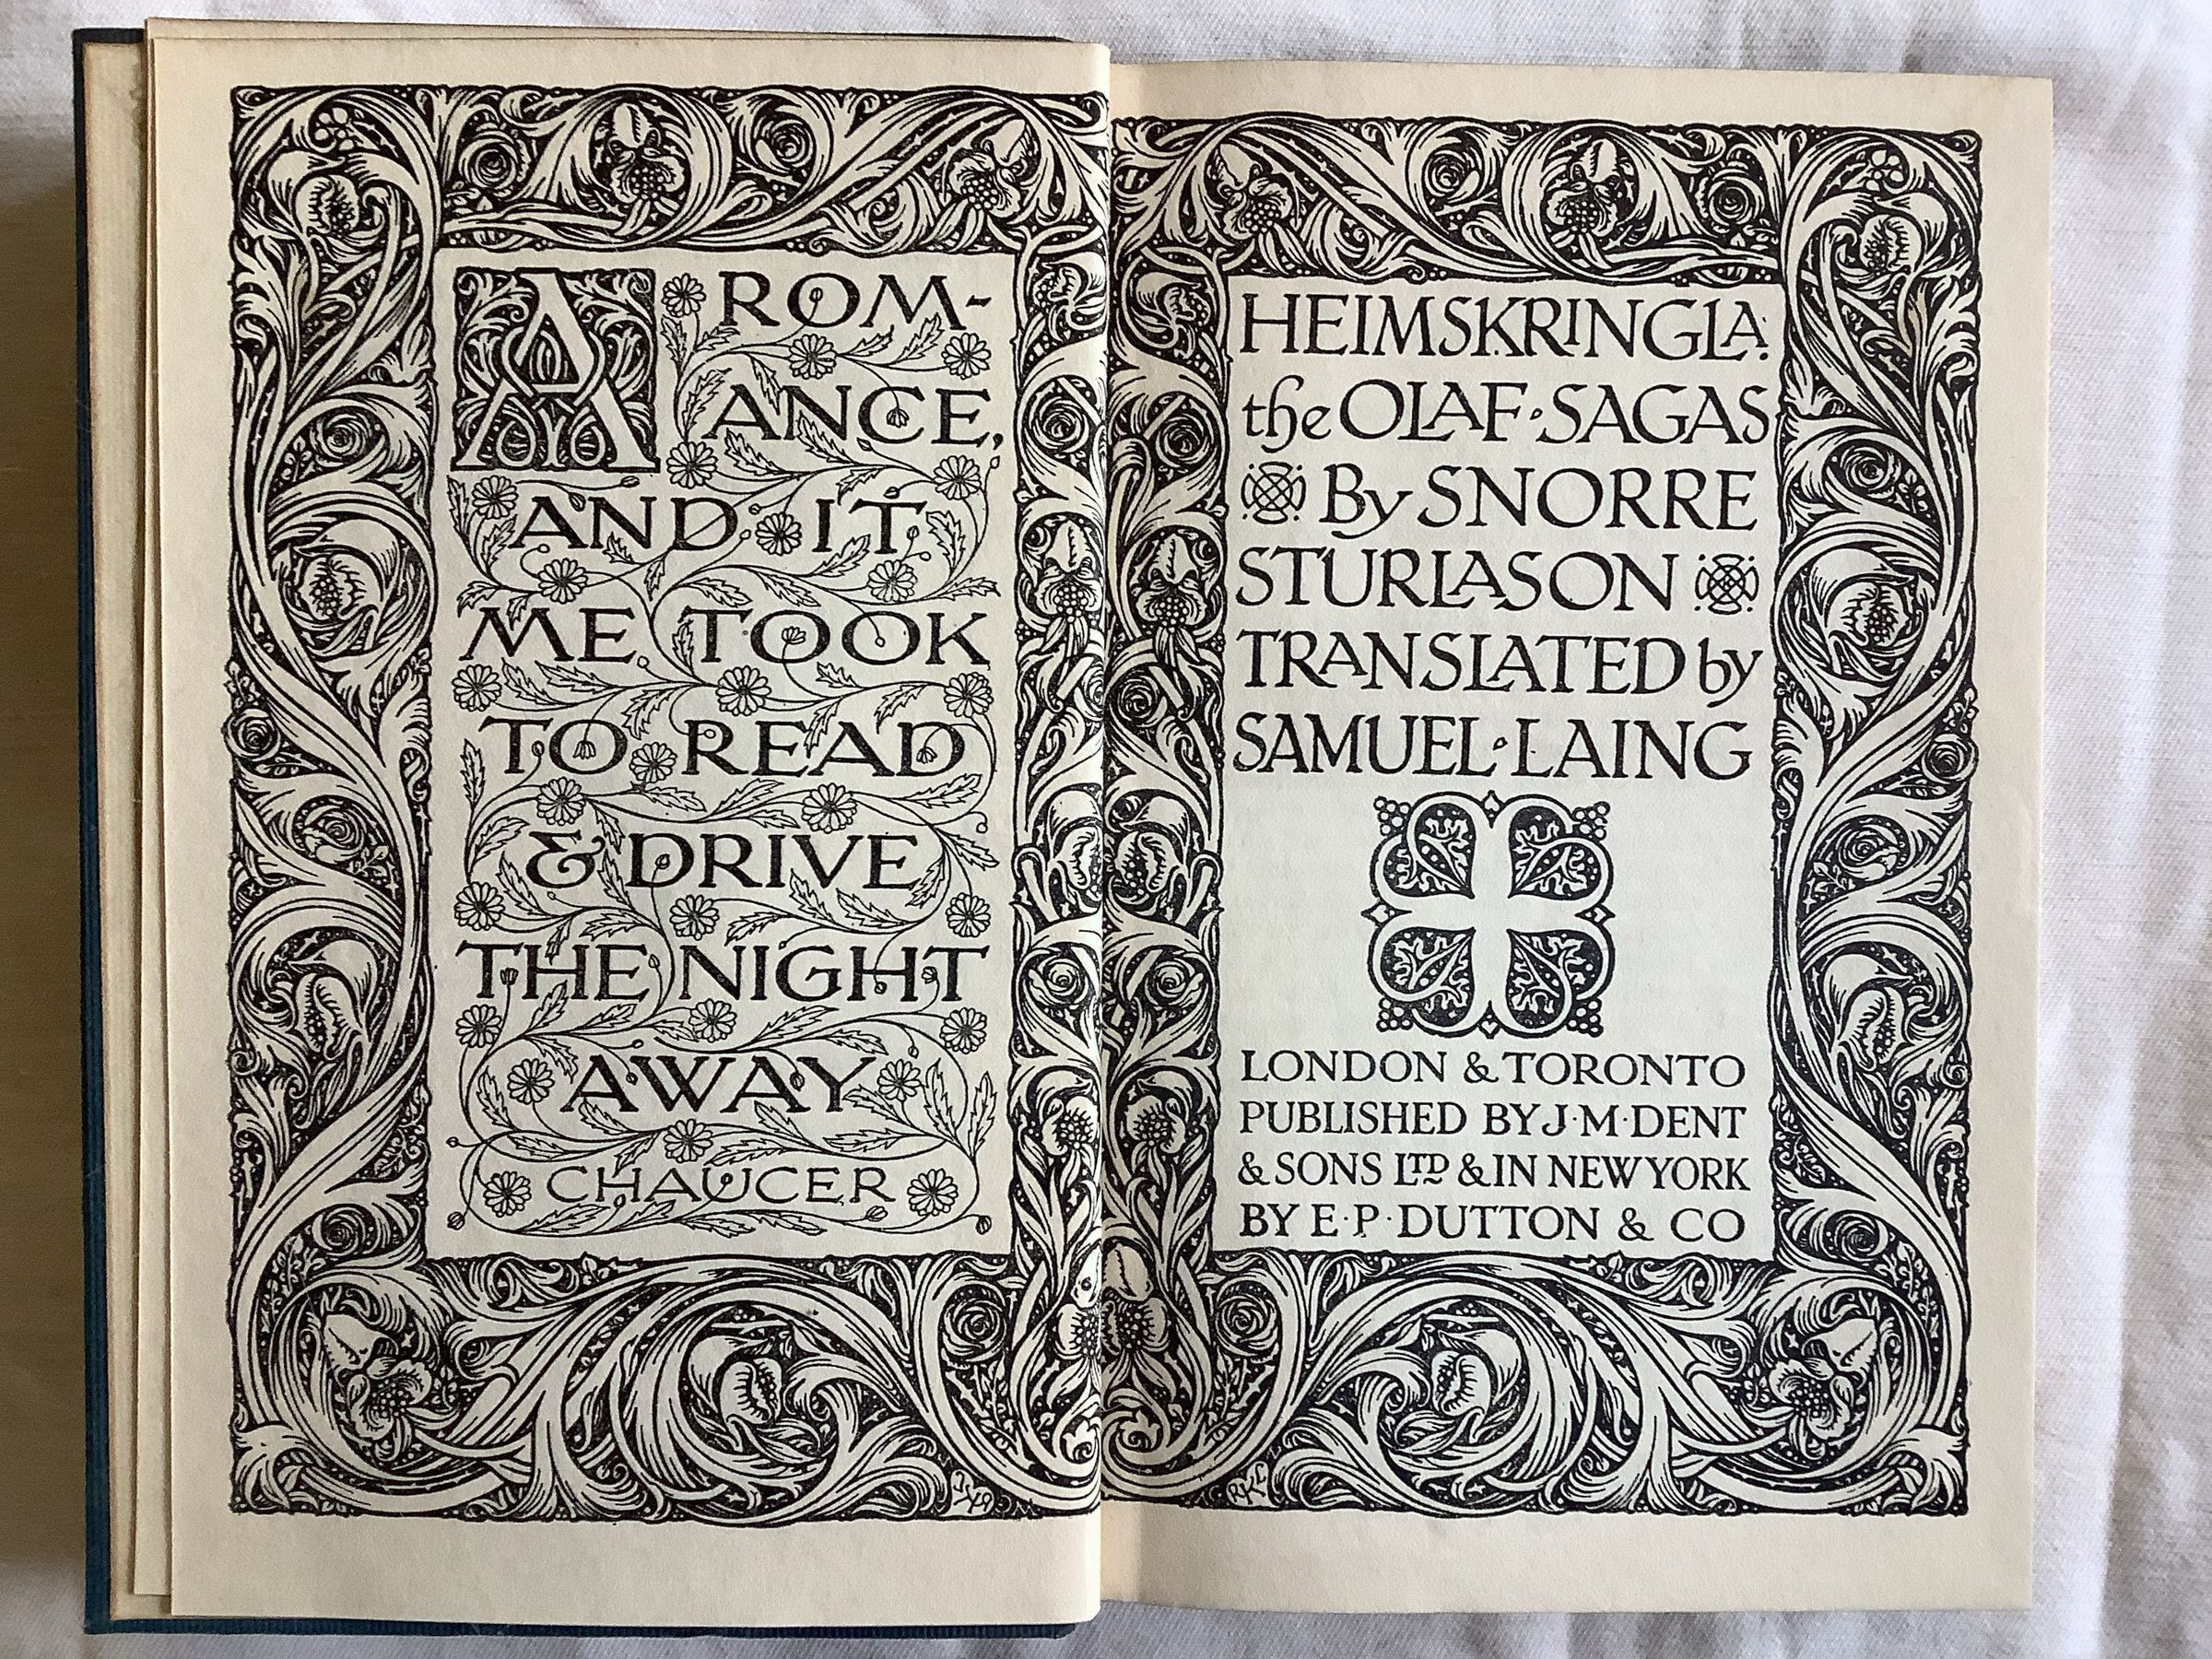 A ROM-
ANCE,
AND IT
ME TOOK
TO READ
& DRIVE
THE NIGHT
AWAY
CHAUCER
HEIMSKRINGLA:
the OLAF·SAGAS
By SNORRE
STURLASON
TRANSLATED by
SAMUEL·LAING
LONDON & TORONTO
PUBLISHED BY J·M·DENT
& SONS LTD & IN NEW YORK
BY E·P·DUTTON & CO